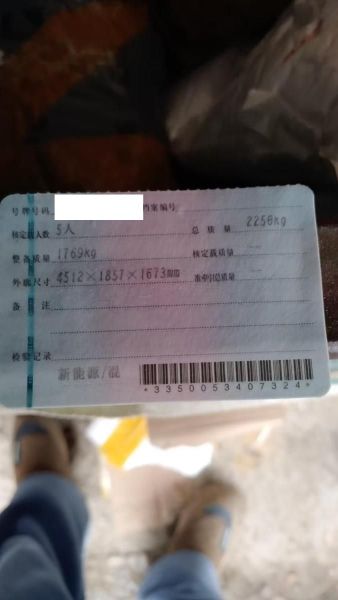 号牌号码 档案编号
核定载人数 5人 总质量 2258kg
整备质量 1769kg 核定载质量
外廓尺寸 4512×1857×1673 准牵引总质量
备注
检验记录
新能源/混
*3350053407324*